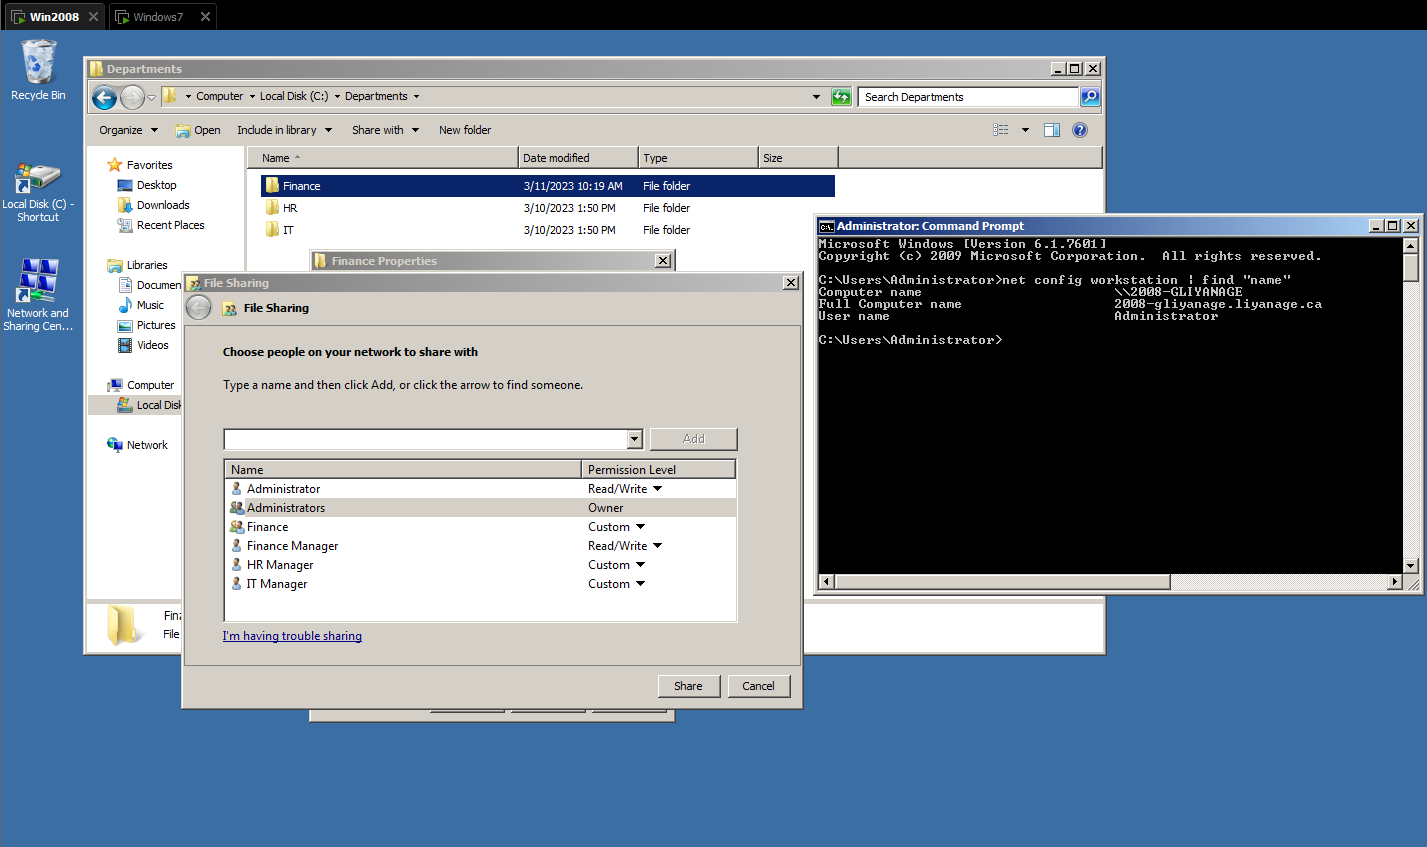 Win2008
Windows7
Recycle Bin
Local Disk (C) -
Shortcut
Network and
Sharing Cen...
Departments
Computer
Local Disk (C:)
Departments
Search Departments
Organize
Open
Include in library
Share with
New folder
Favorites
Desktop
Downloads
Recent Places
Libraries
Documen
Music
Pictures
Videos
Computer
Local Disk
Network
Name
Date modified
Type
Size
Finance 3/11/2023 10:19 AM File folder
HR 3/10/2023 1:50 PM File folder
IT 3/10/2023 1:50 PM File folder
Fina
File
Finance Properties
File Sharing
File Sharing
Choose people on your network to share with
Type a name and then click Add, or click the arrow to find someone.
Add
Name Permission Level
Administrator Read/Write
Administrators Owner
Finance Custom
Finance Manager Read/Write
HR Manager Custom
IT Manager Custom
I'm having trouble sharing
Share
Cancel
Administrator: Command Prompt
Microsoft Windows [Version 6.1.7601]
Copyright (c) 2009 Microsoft Corporation. All rights reserved.
C:\Users\Administrator>net config workstation | find "name"
Computer name \\2008-GLIYANAGE
Full Computer name 2008-gliyanage.liyanage.ca
User name Administrator
C:\Users\Administrator>